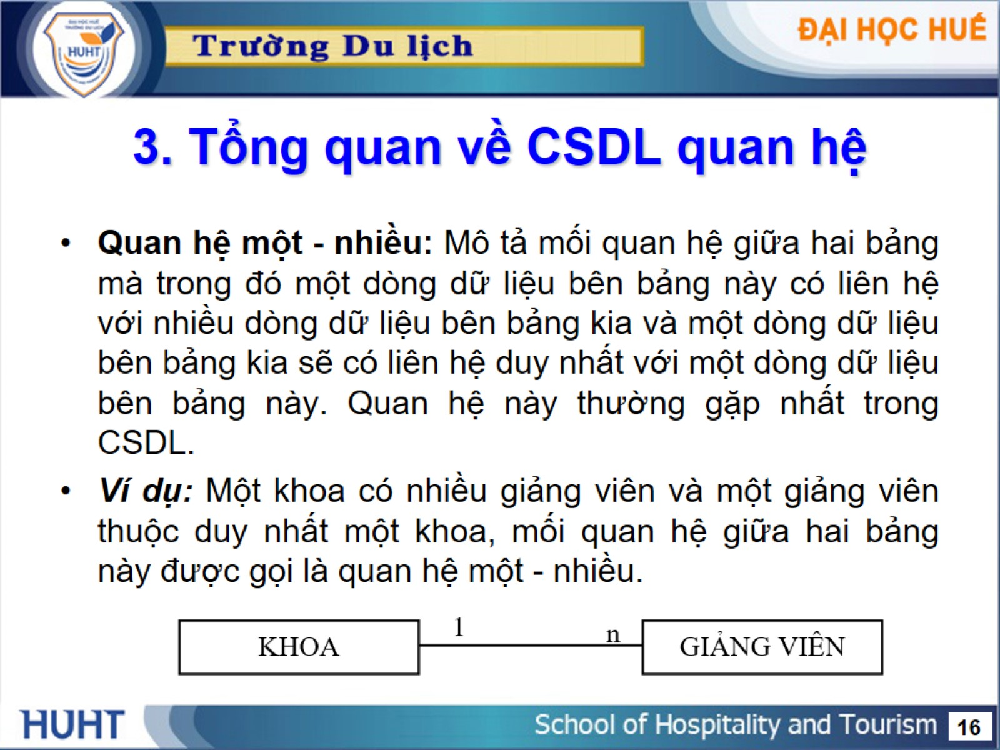 ĐẠI HỌC HUẾ
TRƯỜNG DU LỊCH
HUHT
Trường Du lịch
ĐẠI HỌC HUẾ
3. Tổng quan về CSDL quan hệ
• Quan hệ một - nhiều: Mô tả mối quan hệ giữa hai bảng
mà trong đó một dòng dữ liệu bên bảng này có liên hệ
với nhiều dòng dữ liệu bên bảng kia và một dòng dữ liệu
bên bảng kia sẽ có liên hệ duy nhất với một dòng dữ liệu
bên bảng này. Quan hệ này thường gặp nhất trong
CSDL.
• Ví dụ: Một khoa có nhiều giảng viên và một giảng viên
thuộc duy nhất một khoa, mối quan hệ giữa hai bảng
này được gọi là quan hệ một - nhiều.
KHOA 1 n GIẢNG VIÊN
HUHT School of Hospitality and Tourism 16